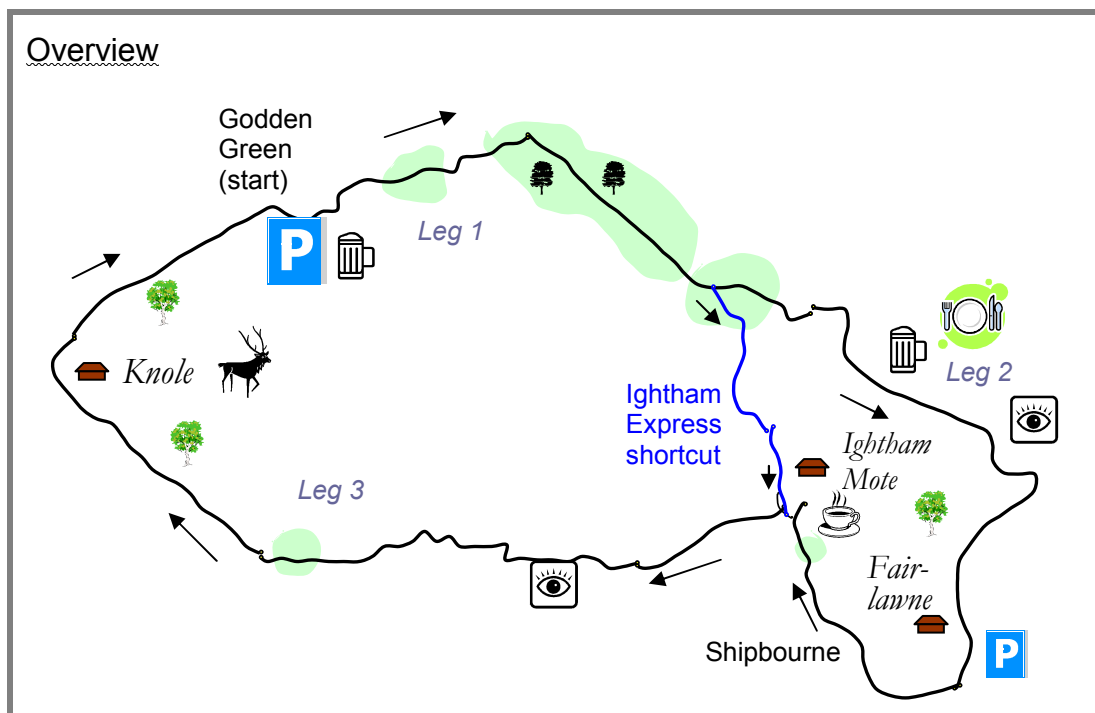 Overview
Godden
Green
(start)
P
Leg 1
Leg 2
Knole
Ightham
Express
shortcut
Ightham
Mote
Leg 3
Fair-
lawne
Shipbourne
P